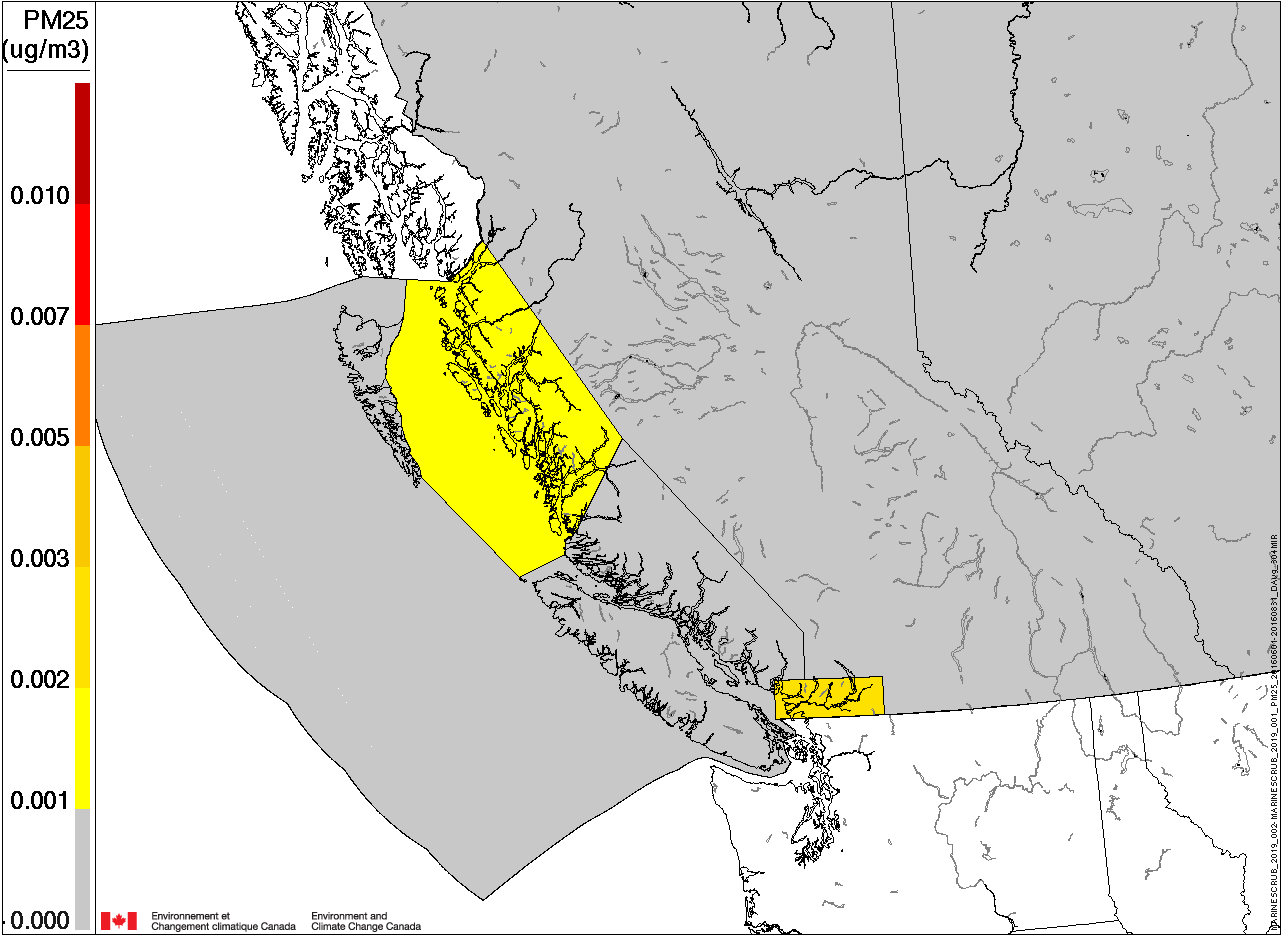 PM25
(ug/m3)
0.010
0.007
0.005
0.003
0.002
0.001
0.000
Environnement et
Changement climatique Canada
Environment and
Climate Change Canada